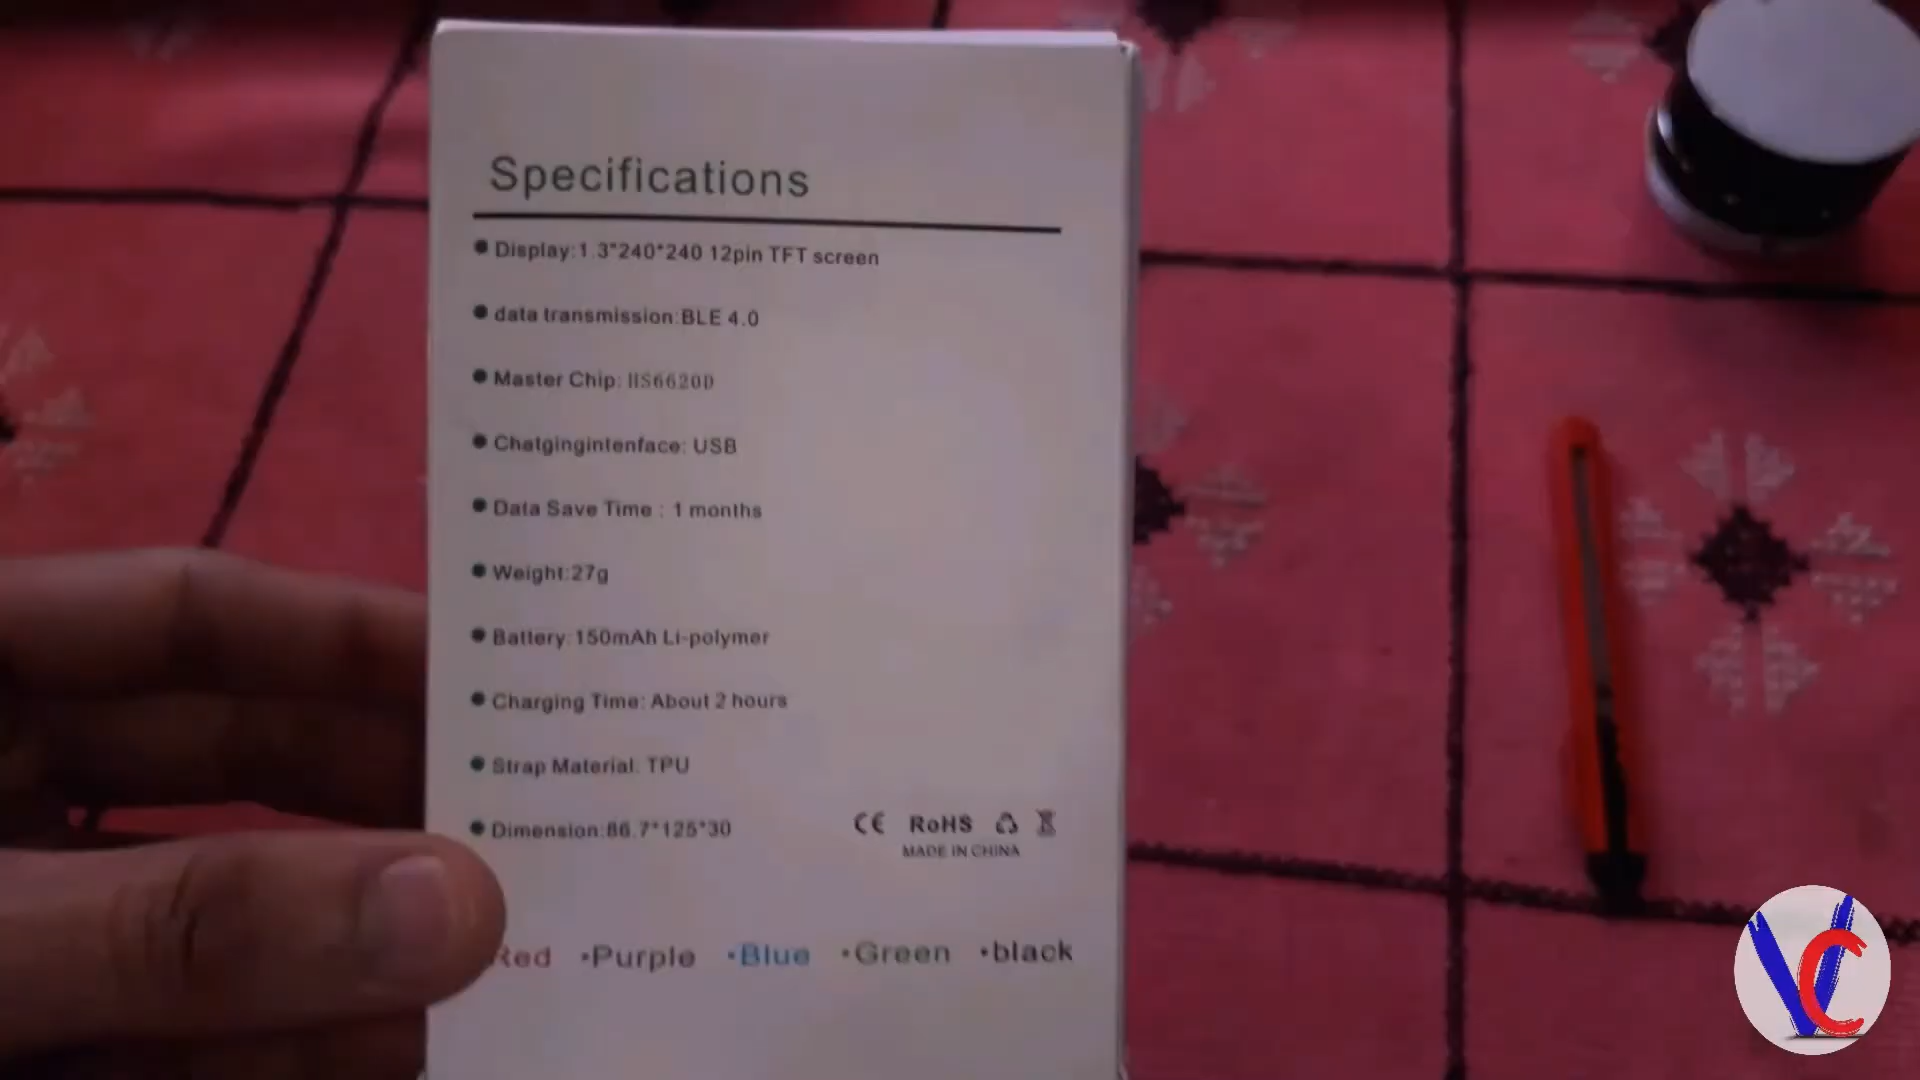 Specifications
Display:1.3"240*240 12pin TFT screen
data transmission:BLE 4.0
Master Chip: HS6620D
Chatgingintenface: USB
Data Save Time : 1 months
Weight:27g
Battery:150mAh Li-polymer
Charging Time: About 2 hours
Strap Material: TPU
Dimension:86.7*125*30
CE RoHS
MADE IN CHINA
Red •Purple •Blue •Green •black
VC